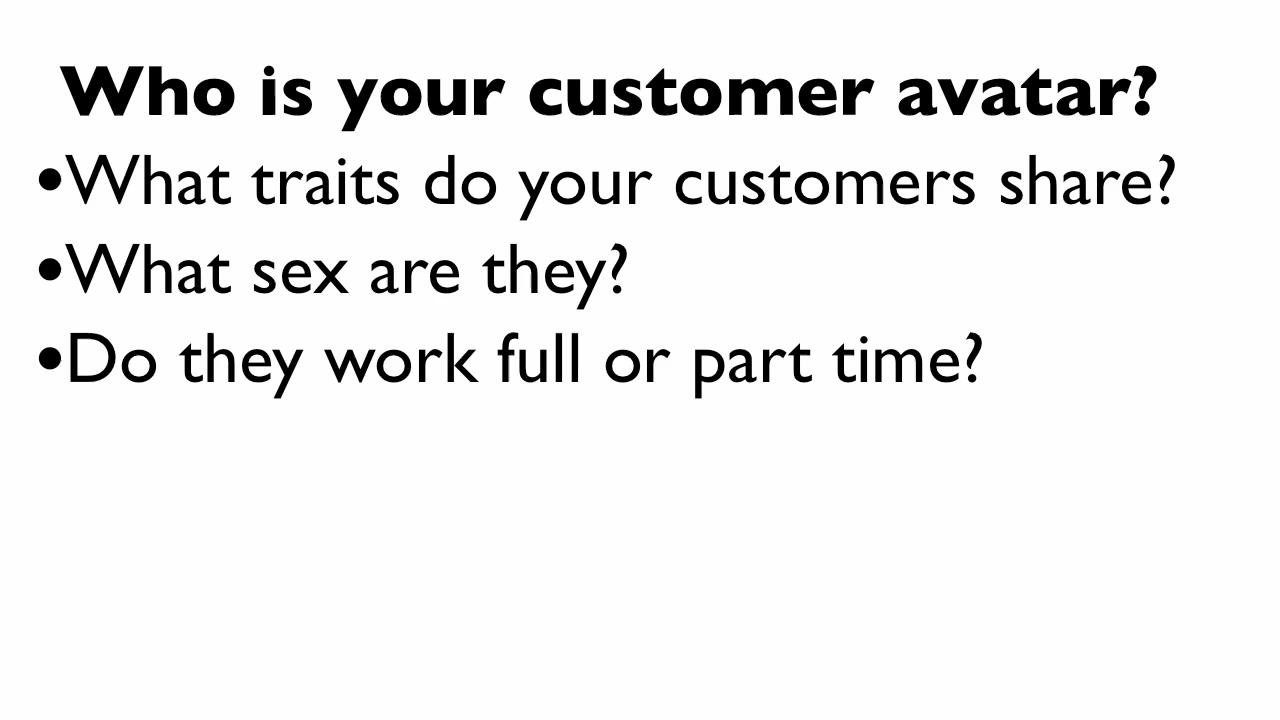 Who is your customer avatar?
•What traits do your customers share?
•What sex are they?
•Do they work full or part time?